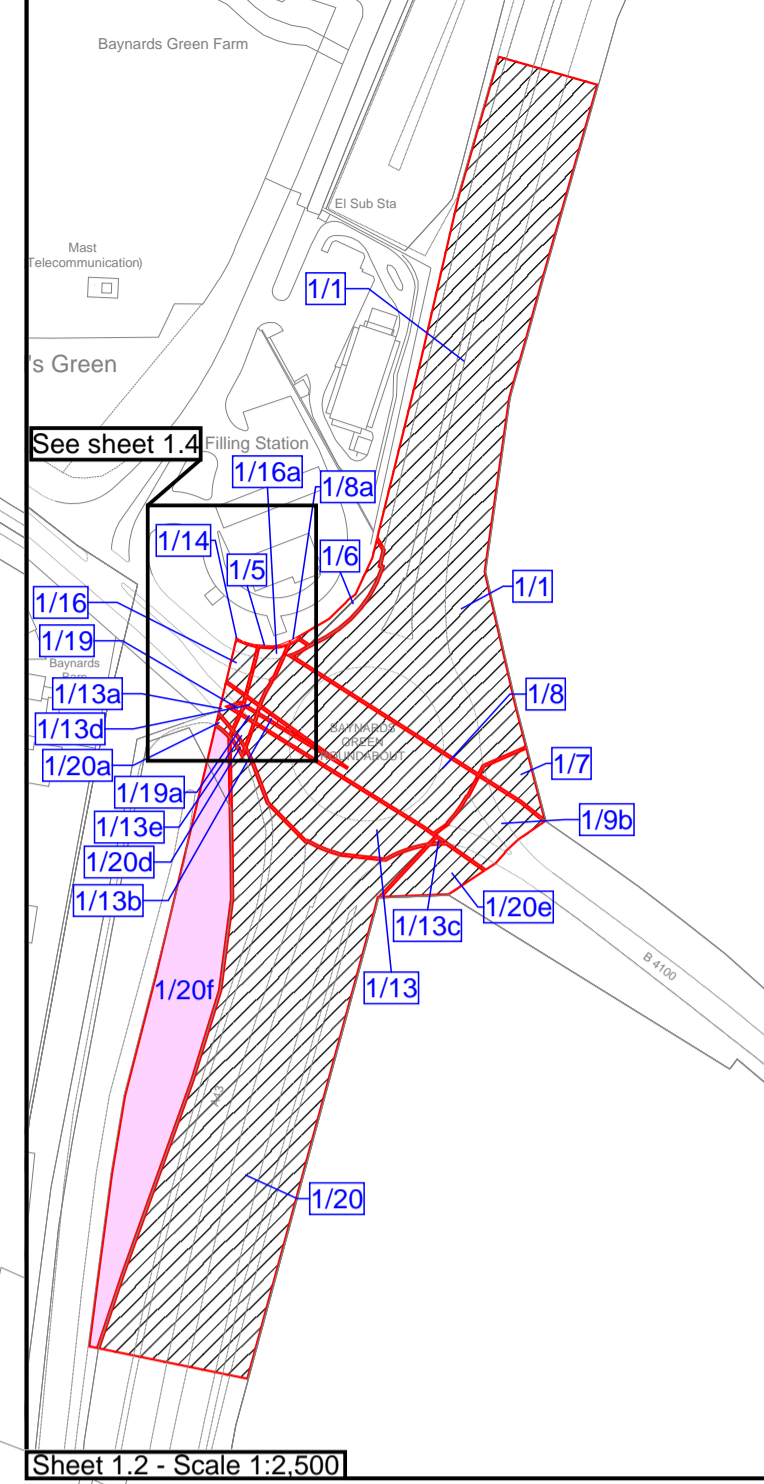 Baynards Green Farm
El Sub Sta
Mast
Telecommunication)
1/1
's Green
See sheet 1.4
Filling Station
1/16a
1/8a
1/14
1/6
1/5
1/1
1/16
1/19
Baynards
Barn
1/13a
1/8
1/13d
BAYNARDS
GREEN
ROUNDABOUT
1/20a
1/7
1/19a
1/9b
1/13e
1/20d
1/13b
1/20e
1/13c
B 4100
1/20f
1/13
A43
1/20
Sheet 1.2 - Scale 1:2,500